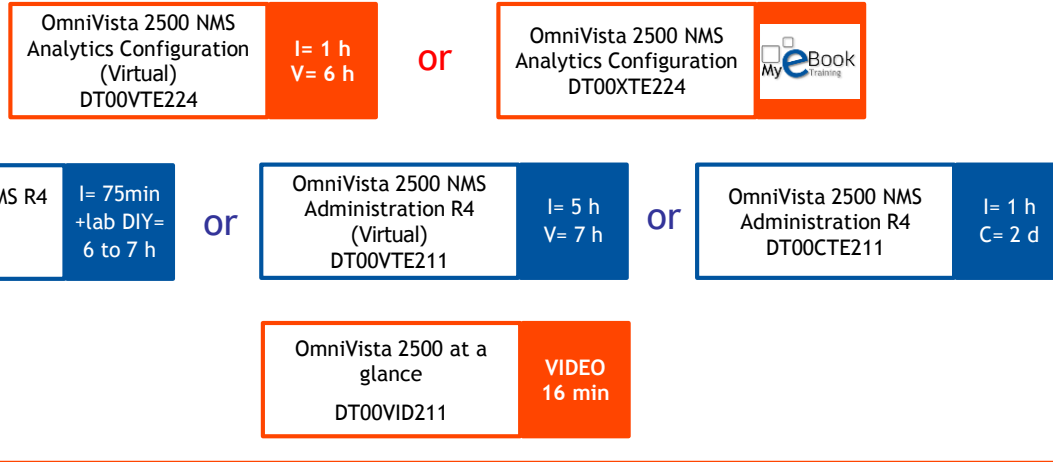 OmniVista 2500 NMS
Analytics Configuration
(Virtual)
DT00VTE224
I= 1 h
V= 6 h
or
OmniVista 2500 NMS
Analytics Configuration
DT00XTE224
My eBook
Training
MS R4
I= 75min
+lab DIY=
6 to 7 h
or
OmniVista 2500 NMS
Administration R4
(Virtual)
DT00VTE211
I= 5 h
V= 7 h
or
OmniVista 2500 NMS
Administration R4
DT00CTE211
I= 1 h
C= 2 d
OmniVista 2500 at a
glance
DT00VID211
VIDEO
16 min